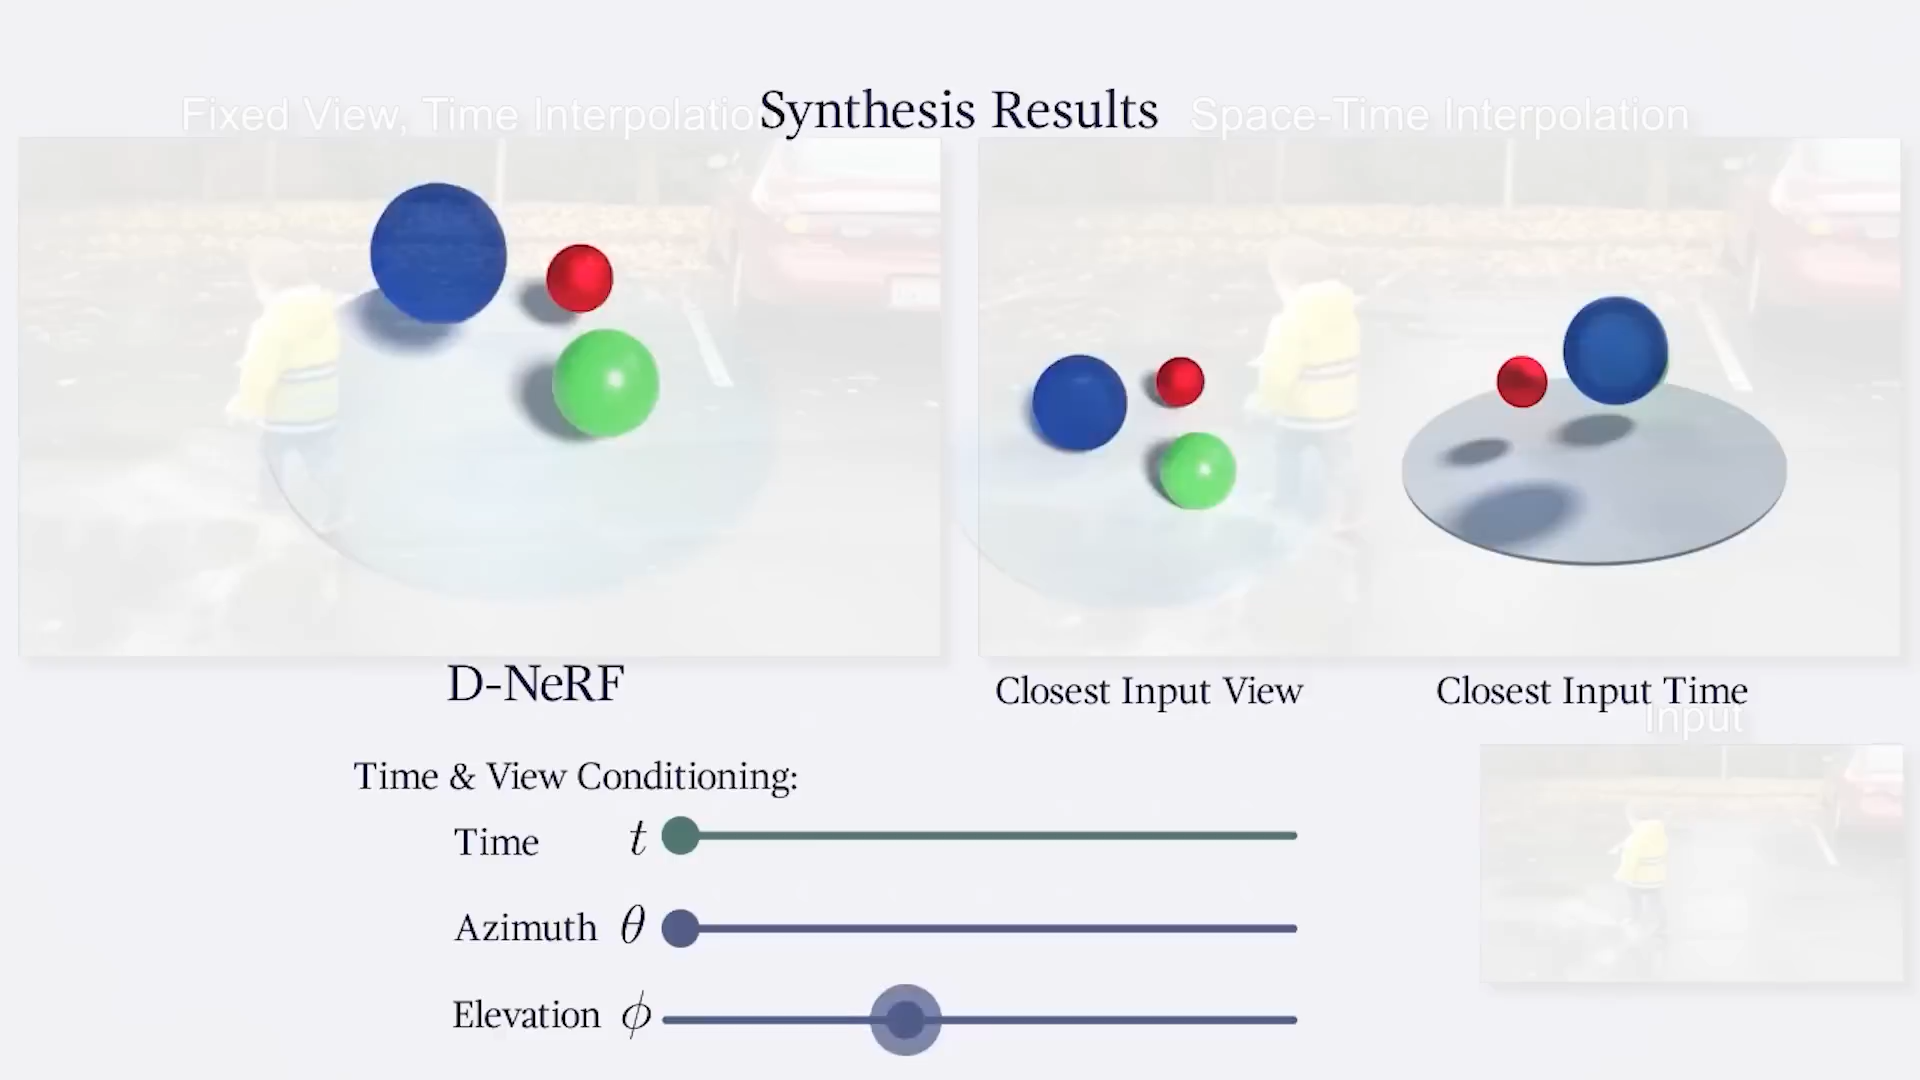 Fixed View, Time Interpolatio
Synthesis Results
Space-Time Interpolation
D-NeRF
Closest Input View
Closest Input Time
Input
Time & View Conditioning:
Time t
Azimuth θ
Elevation ϕ